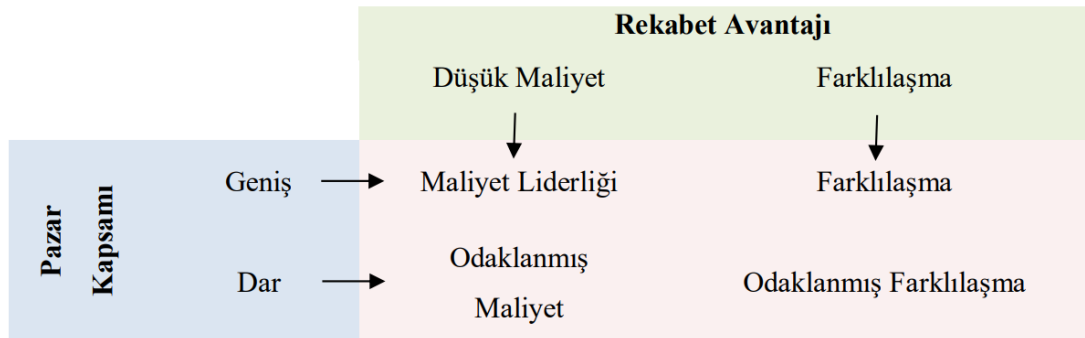 Rekabet Avantajı
Düşük Maliyet
Farklılaşma
Pazar
Kapsamı
Geniş
Maliyet Liderliği
Farklılaşma
Dar
Odaklanmış
Maliyet
Odaklanmış Farklılaşma